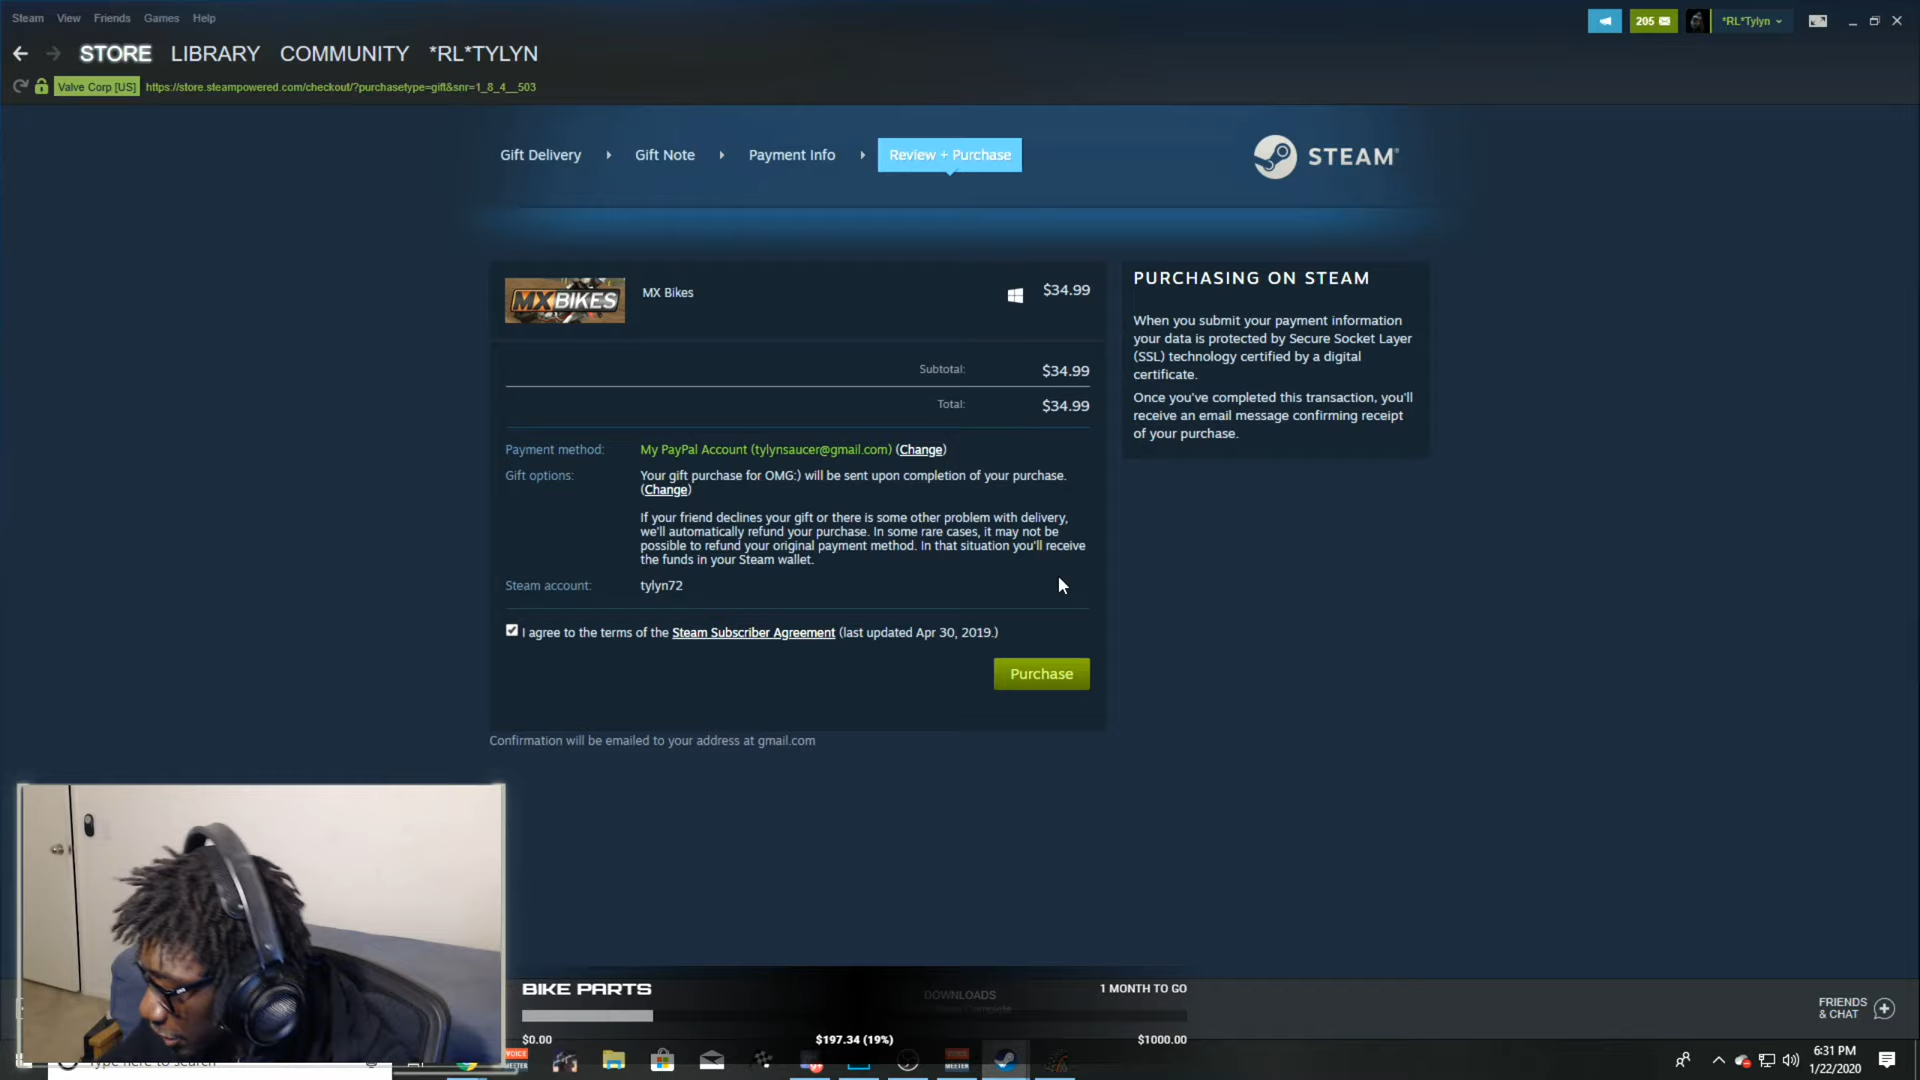 Steam View Friends Games Help
205 *RL*Tylyn
STORE LIBRARY COMMUNITY *RL*TYLYN
Valve Corp [US] https://store.steampowered.com/checkout/?purchasetype=gift&snr=1_8_4__503
Gift Delivery Gift Note Payment Info Review + Purchase
STEAM
MXBIKES
MX Bikes
$34.99
Subtotal: $34.99
Total: $34.99
Payment method: My PayPal Account (tylynsaucer@gmail.com) (Change)
Gift options: Your gift purchase for OMG:) will be sent upon completion of your purchase.
(Change)
If your friend declines your gift or there is some other problem with delivery,
we'll automatically refund your purchase. In some rare cases, it may not be
possible to refund your original payment method. In that situation you'll receive
the funds in your Steam wallet.
Steam account: tylyn72
I agree to the terms of the Steam Subscriber Agreement (last updated Apr 30, 2019.)
Purchase
Confirmation will be emailed to your address at gmail.com
PURCHASING ON STEAM
When you submit your payment information
your data is protected by Secure Socket Layer
(SSL) technology certified by a digital
certificate.
Once you've completed this transaction, you'll
receive an email message confirming receipt
of your purchase.
BIKE PARTS
1 MONTH TO GO
DOWNLOADS
Complete
$0.00 $197.34 (19%) $1000.00
FRIENDS
& CHAT
Type here to search
VOICE
MEETER
VOICE
MEETER
6:31 PM
1/22/2020